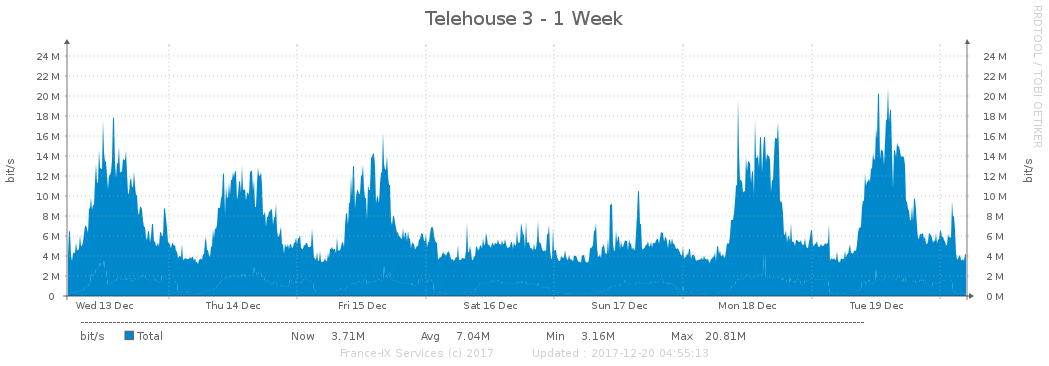 Telehouse 3 - 1 Week
RRDTOOL / TOBI OETIKER
24 M 24 M
22 M 22 M
20 M 20 M
18 M 18 M
16 M 16 M
14 M 14 M
12 M 12 M
10 M 10 M
8 M 8 M
6 M 6 M
4 M 4 M
2 M 2 M
0 0 M
bit/s
bit/s
Wed 13 Dec Thu 14 Dec Fri 15 Dec Sat 16 Dec Sun 17 Dec Mon 18 Dec Tue 19 Dec
bit/s Total Now 3.71M Avg 7.04M Min 3.16M Max 20.81M
France-IX Services (c) 2017 Updated : 2017-12-20 04:55:13